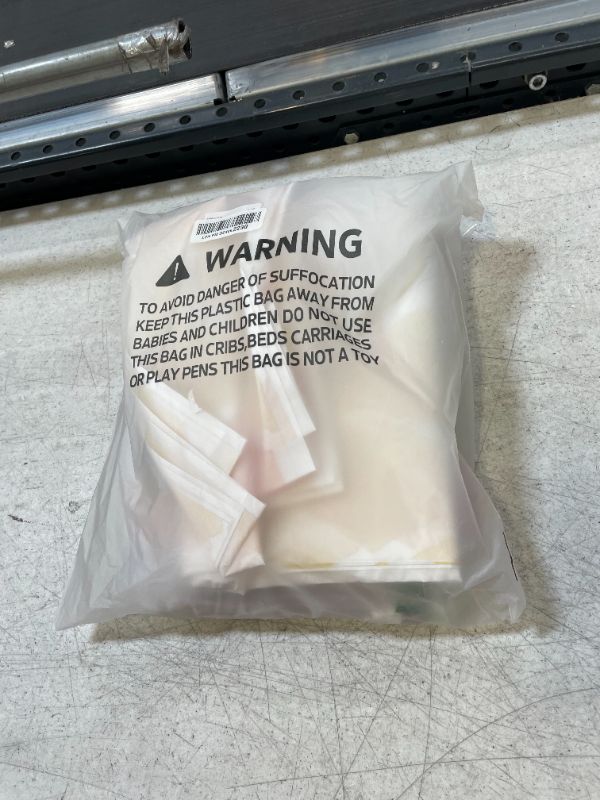 WARNING
TO AVOID DANGER OF SUFFOCATION
KEEP THIS PLASTIC BAG AWAY FROM
BABIES AND CHILDREN DO NOT USE
THIS BAG IN CRIBS,BEDS CARRIAGES
OR PLAY PENS THIS BAG IS NOT A TOY